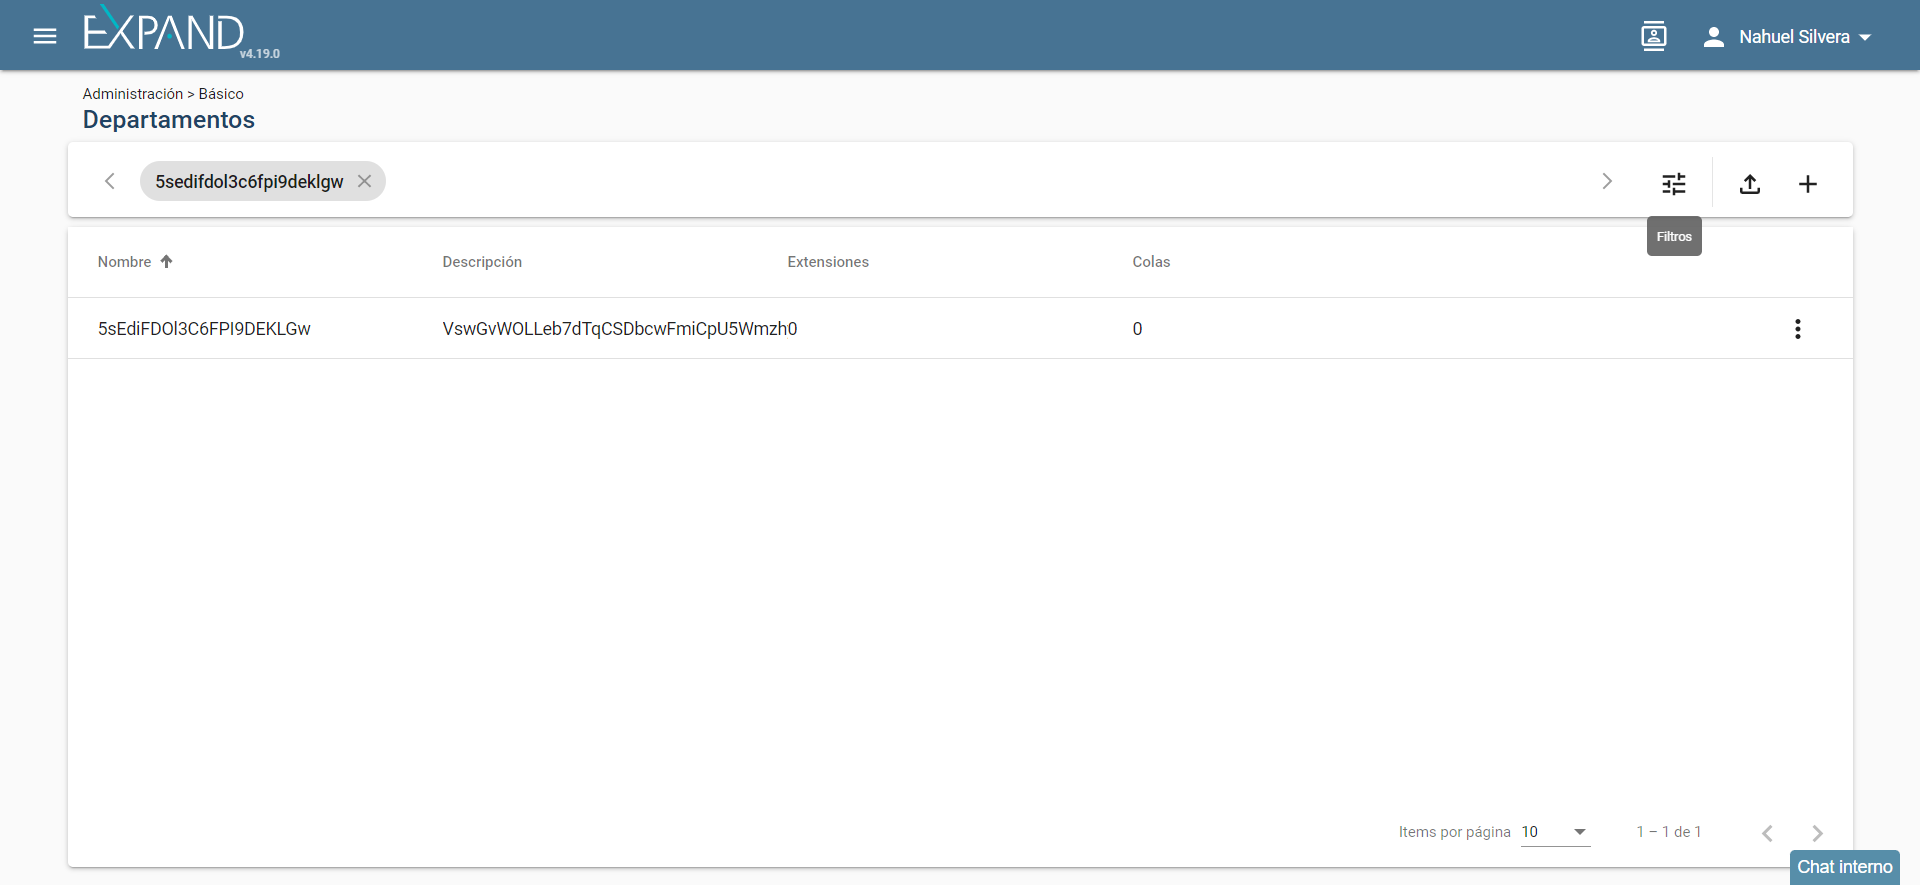 EXPAND
v4.19.0
Nahuel Silvera
Administración > Básico
Departamentos
5sedifdol3c6fpi9deklgw
Filtros
Nombre Descripción Extensiones Colas
5sEdiFDOl3C6FPI9DEKLGw VswGvWOLLeb7dTqCSDbcwFmiCpU5Wmzh0 0
Items por página 10 1 – 1 de 1
Chat interno